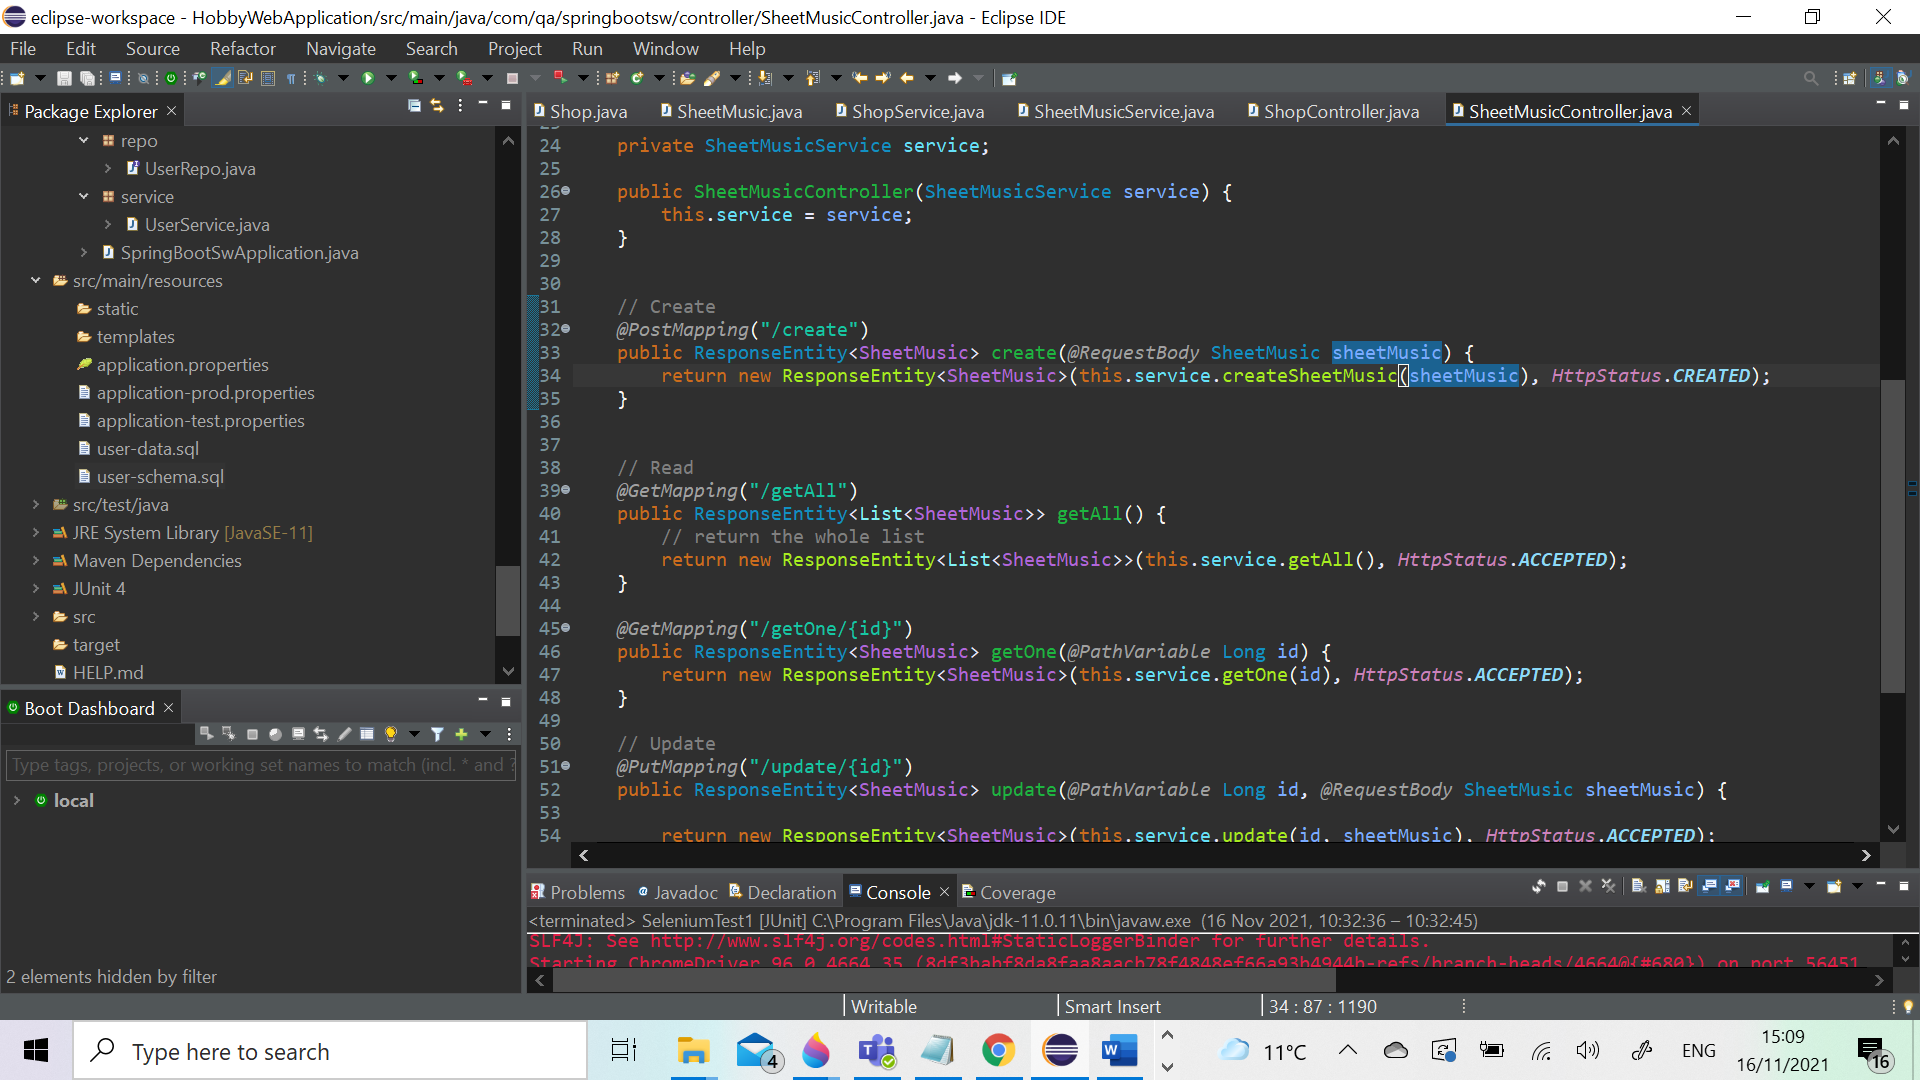 eclipse-workspace - HobbyWebApplication/src/main/java/com/qa/springbootsw/controller/SheetMusicController.java - Eclipse IDE
File Edit Source Refactor Navigate Search Project Run Window Help
Package Explorer
Shop.java SheetMusic.java ShopService.java SheetMusicService.java ShopController.java SheetMusicController.java
repo
UserRepo.java
service
UserService.java
SpringBootSwApplication.java
src/main/resources
static
templates
application.properties
application-prod.properties
application-test.properties
user-data.sql
user-schema.sql
src/test/java
JRE System Library [JavaSE-11]
Maven Dependencies
JUnit 4
src
target
HELP.md
24 private SheetMusicService service;
25
26 public SheetMusicController(SheetMusicService service) {
27 this.service = service;
28 }
29
30
31 // Create
32 @PostMapping("/create")
33 public ResponseEntity<SheetMusic> create(@RequestBody SheetMusic sheetMusic) {
34 return new ResponseEntity<SheetMusic>(this.service.createSheetMusic(sheetMusic), HttpStatus.CREATED);
35 }
36
37
38 // Read
39 @GetMapping("/getAll")
40 public ResponseEntity<List<SheetMusic>> getAll() {
41 // return the whole list
42 return new ResponseEntity<List<SheetMusic>>(this.service.getAll(), HttpStatus.ACCEPTED);
43 }
44
45 @GetMapping("/getOne/{id}")
46 public ResponseEntity<SheetMusic> getOne(@PathVariable Long id) {
47 return new ResponseEntity<SheetMusic>(this.service.getOne(id), HttpStatus.ACCEPTED);
48 }
49
50 // Update
51 @PutMapping("/update/{id}")
52 public ResponseEntity<SheetMusic> update(@PathVariable Long id, @RequestBody SheetMusic sheetMusic) {
53
54 return new ResponseEntity<SheetMusic>(this.service.update(id, sheetMusic), HttpStatus.ACCEPTED);
Boot Dashboard
Type tags, projects, or working set names to match (incl. * and ?
local
2 elements hidden by filter
Problems Javadoc Declaration Console Coverage
<terminated> SeleniumTest1 [JUnit] C:\Program Files\Java\jdk-11.0.11\bin\javaw.exe (16 Nov 2021, 10:32:36 – 10:32:45)
SLF4J: See http://www.slf4j.org/codes.html#StaticLoggerBinder for further details.
Starting ChromeDriver 96.0.4664.35 on port 56451
Writable Smart Insert 34 : 87 : 1190
Type here to search
4
11°C
ENG
15:09
16/11/2021
16